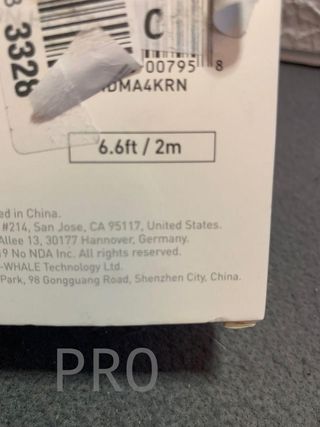 3328
C
00795 8
DMA4KRN
6.6ft / 2m
ed in China.
#214, San Jose, CA 95117, United States.
Allee 13, 30177 Hannover, Germany.
9 No NDA Inc. All rights reserved.
-WHALE Technology Ltd.
Park, 98 Gongguang Road, Shenzhen City, China.
PRO